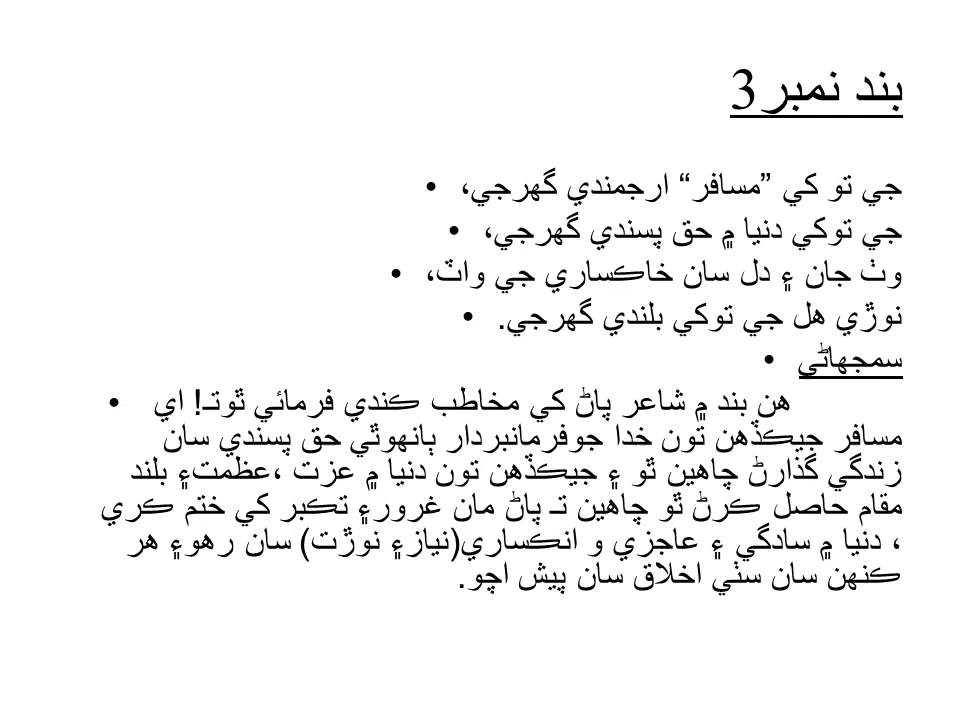 بند نمبر3
جي تو کي ”مسافر“ ارجمندي گهرجي، •
جي توکي دنيا ۾ حق پسندي گهرجي، •
وٺ جان ۽ دل سان خاڪساري جي واٽ، •
نوڙي هل جي توکي بلندي گهرجي. •
سمجهاڻي •
هن بند ۾ شاعر پاڻ کي مخاطب ڪندي فرمائي ٿوتـ! اي •
مسافر جيڪڏهن تون خدا جوفرمانبردار ٻانهوٿي حق پسندي سان
زندگي گذارڻ چاهين ٿو ۽ جيڪڏهن تون دنيا ۾ عزت ،عظمت۽ بلند
مقام حاصل ڪرڻ ٿو چاهين تـ پاڻ مان غرور۽ تڪبر کي ختم ڪري
، دنيا ۾ سادگي ۽ عاجزي و انڪساري(نياز۽ نوڙت) سان رهو۽ هر
ڪنهن سان سٺي اخلاق سان پيش اچو.